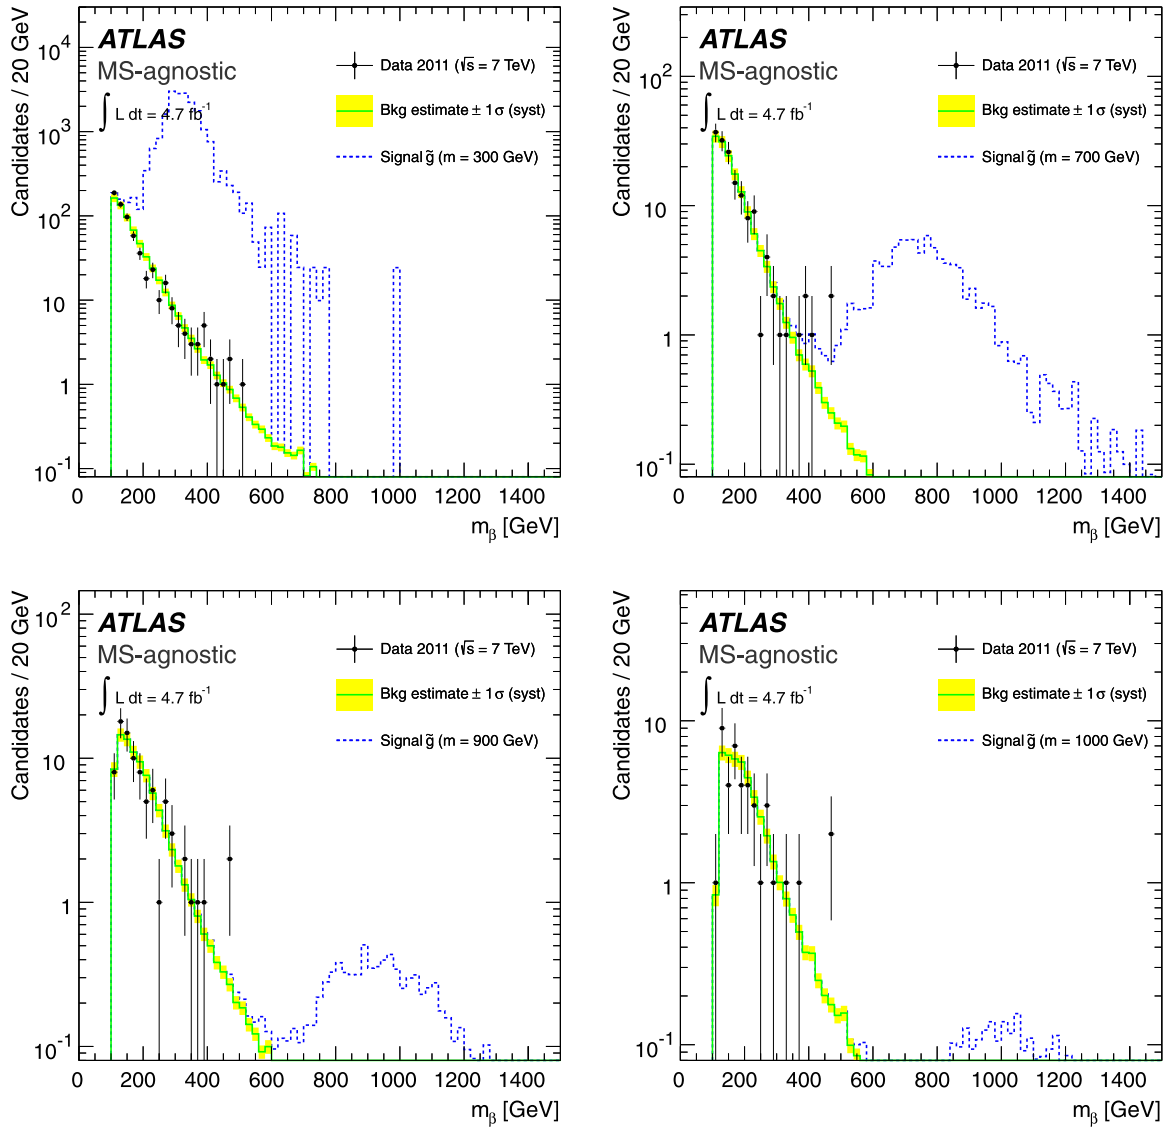 Candidates / 20 GeV
ATLAS
MS-agnostic
∫ L dt = 4.7 fb⁻¹
Data 2011 (√s = 7 TeV)
Bkg estimate ± 1σ (syst)
Signal g̃ (m = 300 GeV)
10⁴
10³
10²
10
1
10⁻¹
0 200 400 600 800 1000 1200 1400
m_β [GeV]
Candidates / 20 GeV
ATLAS
MS-agnostic
∫ L dt = 4.7 fb⁻¹
Data 2011 (√s = 7 TeV)
Bkg estimate ± 1σ (syst)
Signal g̃ (m = 700 GeV)
10²
10
1
10⁻¹
0 200 400 600 800 1000 1200 1400
m_β [GeV]
Candidates / 20 GeV
ATLAS
MS-agnostic
∫ L dt = 4.7 fb⁻¹
Data 2011 (√s = 7 TeV)
Bkg estimate ± 1σ (syst)
Signal g̃ (m = 900 GeV)
10²
10
1
10⁻¹
0 200 400 600 800 1000 1200 1400
m_β [GeV]
Candidates / 20 GeV
ATLAS
MS-agnostic
∫ L dt = 4.7 fb⁻¹
Data 2011 (√s = 7 TeV)
Bkg estimate ± 1σ (syst)
Signal g̃ (m = 1000 GeV)
10
1
10⁻¹
0 200 400 600 800 1000 1200 1400
m_β [GeV]